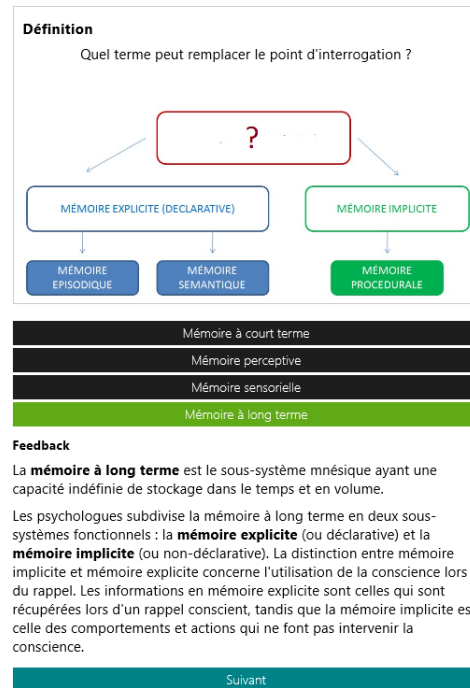 Définition
Quel terme peut remplacer le point d'interrogation ?
?
MÉMOIRE EXPLICITE (DECLARATIVE)
MÉMOIRE IMPLICITE
MÉMOIRE
EPISODIQUE
MÉMOIRE
SEMANTIQUE
MÉMOIRE
PROCEDURALE
Mémoire à court terme
Mémoire perceptive
Mémoire sensorielle
Mémoire à long terme
Feedback
La mémoire à long terme est le sous-système mnésique ayant une
capacité indéfinie de stockage dans le temps et en volume.
Les psychologues subdivise la mémoire à long terme en deux sous-
systèmes fonctionnels : la mémoire explicite (ou déclarative) et la
mémoire implicite (ou non-déclarative). La distinction entre mémoire
implicite et mémoire explicite concerne l'utilisation de la conscience lors
du rappel. Les informations en mémoire explicite sont celles qui sont
récupérées lors d'un rappel conscient, tandis que la mémoire implicite es
celle des comportements et actions qui ne font pas intervenir la
conscience.
Suivant